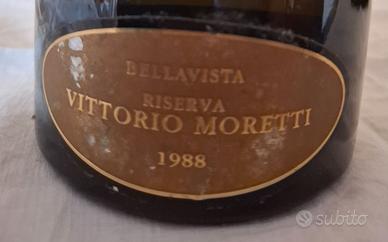 BELLAVISTA
RISERVA
VITTORIO MORETTI
1988
subito